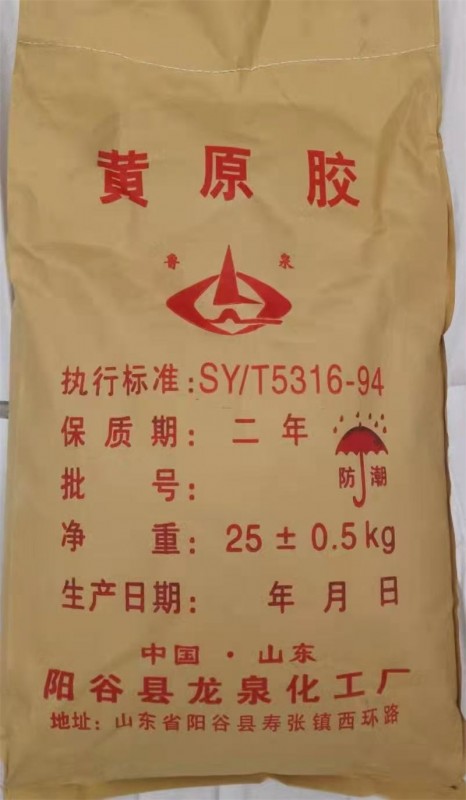 黄原胶
鲁泉
执行标准:SY/T5316-94
保质期:二年
防潮
批号:
净重:25±0.5kg
生产日期: 年月日
中国·山东
阳谷县龙泉化工厂
地址:山东省阳谷县寿张镇西环路